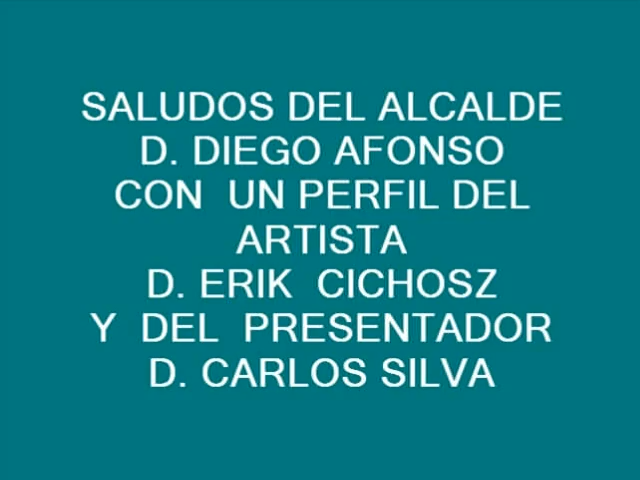 SALUDOS DEL ALCALDE
D. DIEGO AFONSO
CON UN PERFIL DEL
ARTISTA
D. ERIK CICHOSZ
Y DEL PRESENTADOR
D. CARLOS SILVA